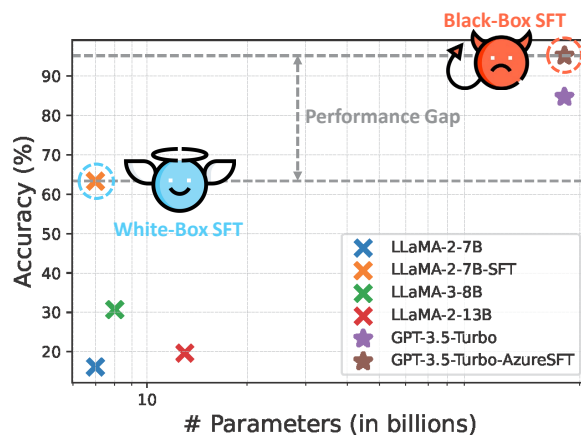 Black-Box SFT
90
80
70
60
50
40
30
20
Accuracy (%)
Performance Gap
White-Box SFT
LLaMA-2-7B
LLaMA-2-7B-SFT
LLaMA-3-8B
LLaMA-2-13B
GPT-3.5-Turbo
GPT-3.5-Turbo-AzureSFT
10
# Parameters (in billions)